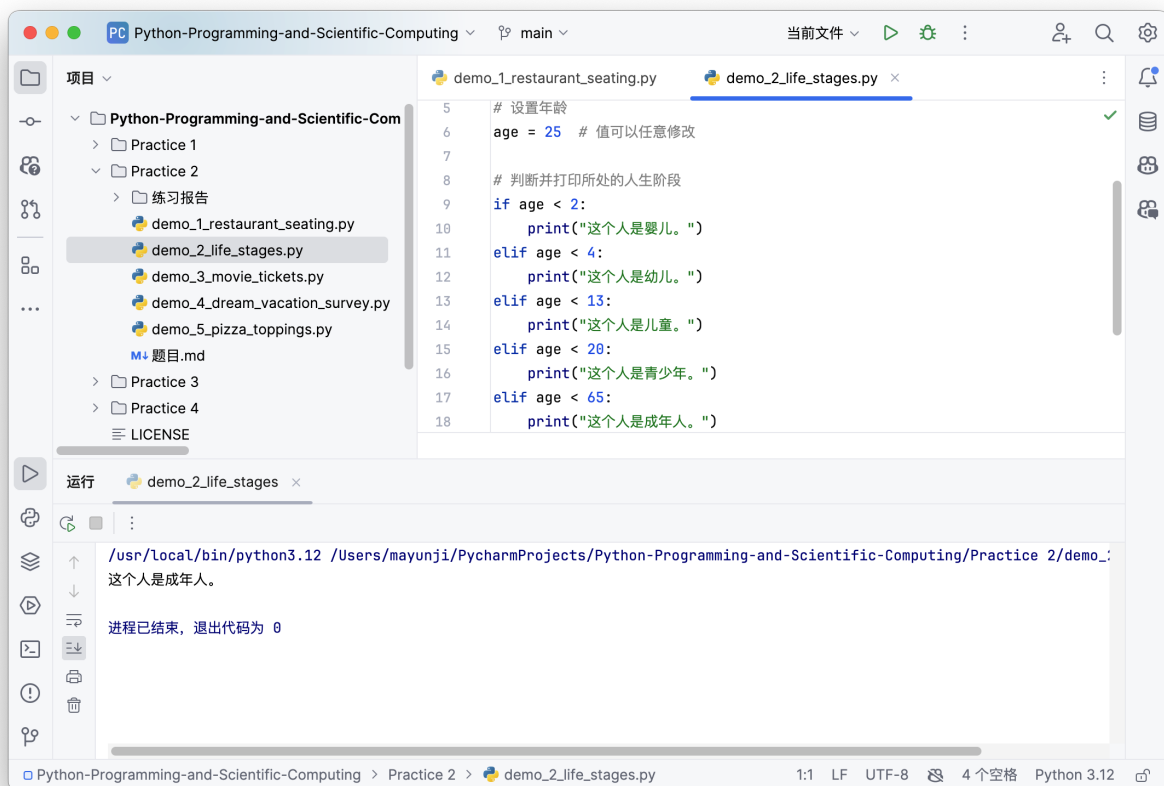 PC Python-Programming-and-Scientific-Computing main 当前文件
项目
Python-Programming-and-Scientific-Com
Practice 1
Practice 2
练习报告
demo_1_restaurant_seating.py
demo_2_life_stages.py
demo_3_movie_tickets.py
demo_4_dream_vacation_survey.py
demo_5_pizza_toppings.py
M↓ 题目.md
Practice 3
Practice 4
LICENSE
demo_1_restaurant_seating.py demo_2_life_stages.py
5 # 设置年龄
6 age = 25  # 值可以任意修改
7
8 # 判断并打印所处的人生阶段
9 if age < 2:
10     print("这个人是婴儿。")
11 elif age < 4:
12     print("这个人是幼儿。")
13 elif age < 13:
14     print("这个人是儿童。")
15 elif age < 20:
16     print("这个人是青少年。")
17 elif age < 65:
18     print("这个人是成年人。")
运行 demo_2_life_stages
/usr/local/bin/python3.12 /Users/mayunji/PycharmProjects/Python-Programming-and-Scientific-Computing/Practice 2/demo_
这个人是成年人。
进程已结束，退出代码为 0
Python-Programming-and-Scientific-Computing > Practice 2 > demo_2_life_stages.py 1:1 LF UTF-8 4 个空格 Python 3.12